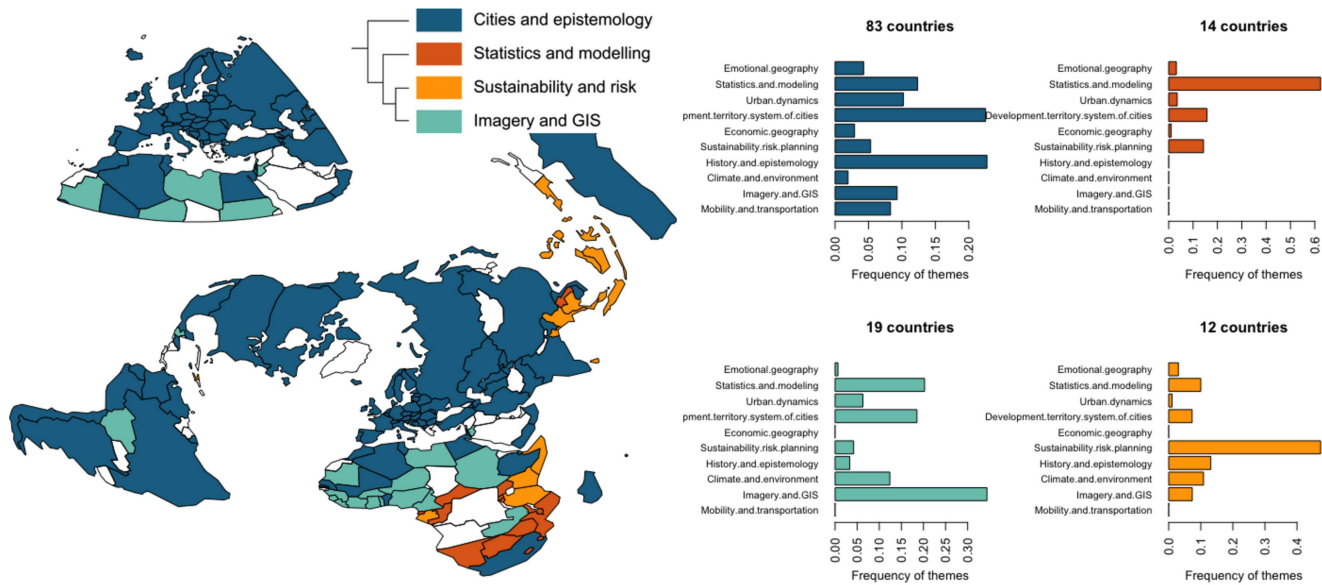 Cities and epistemology
Statistics and modelling
Sustainability and risk
Imagery and GIS
83 countries
Emotional.geography
Statistics.and.modeling
Urban.dynamics
pment.territory.system.of.cities
Economic.geography
Sustainability.risk.planning
History.and.epistemology
Climate.and.environment
Imagery.and.GIS
Mobility.and.transportation
0.00 0.05 0.10 0.15 0.20
Frequency of themes
14 countries
Emotional.geography
Statistics.and.modeling
Urban.dynamics
Development.territory.system.of.cities
Economic.geography
Sustainability.risk.planning
History.and.epistemology
Climate.and.environment
Imagery.and.GIS
Mobility.and.transportation
0.0 0.1 0.2 0.3 0.4 0.5 0.6
Frequency of themes
19 countries
Emotional.geography
Statistics.and.modeling
Urban.dynamics
pment.territory.system.of.cities
Economic.geography
Sustainability.risk.planning
History.and.epistemology
Climate.and.environment
Imagery.and.GIS
Mobility.and.transportation
0.00 0.05 0.10 0.15 0.20 0.25 0.30
Frequency of themes
12 countries
Emotional.geography
Statistics.and.modeling
Urban.dynamics
Development.territory.system.of.cities
Economic.geography
Sustainability.risk.planning
History.and.epistemology
Climate.and.environment
Imagery.and.GIS
Mobility.and.transportation
0.0 0.1 0.2 0.3 0.4
Frequency of themes